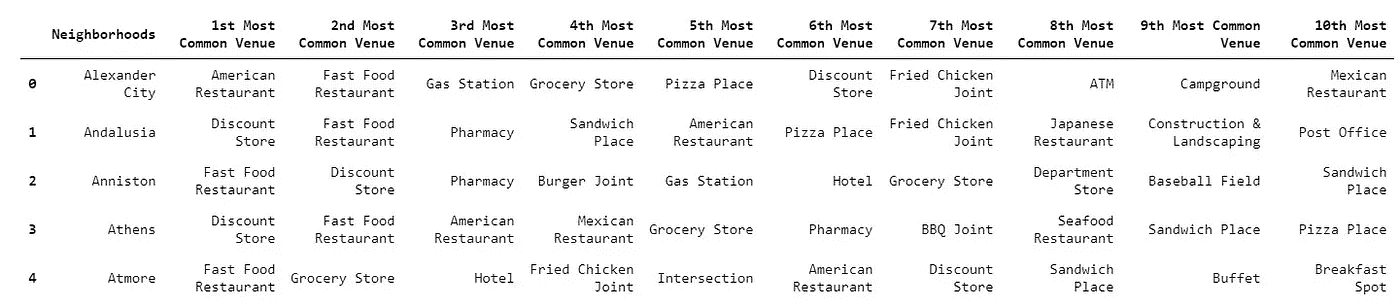 Neighborhoods 1st Most Common Venue 2nd Most Common Venue 3rd Most Common Venue 4th Most Common Venue 5th Most Common Venue 6th Most Common Venue 7th Most Common Venue 8th Most Common Venue 9th Most Common Venue 10th Most Common Venue
0 Alexander City American Restaurant Fast Food Restaurant Gas Station Grocery Store Pizza Place Discount Store Fried Chicken Joint ATM Campground Mexican Restaurant
1 Andalusia Discount Store Fast Food Restaurant Pharmacy Sandwich Place American Restaurant Pizza Place Fried Chicken Joint Japanese Restaurant Construction & Landscaping Post Office
2 Anniston Fast Food Restaurant Discount Store Pharmacy Burger Joint Gas Station Hotel Grocery Store Department Store Baseball Field Sandwich Place
3 Athens Discount Store Fast Food Restaurant American Restaurant Mexican Restaurant Grocery Store Pharmacy BBQ Joint Seafood Restaurant Sandwich Place Pizza Place
4 Atmore Fast Food Restaurant Grocery Store Hotel Fried Chicken Joint Intersection American Restaurant Discount Store Sandwich Place Buffet Breakfast Spot